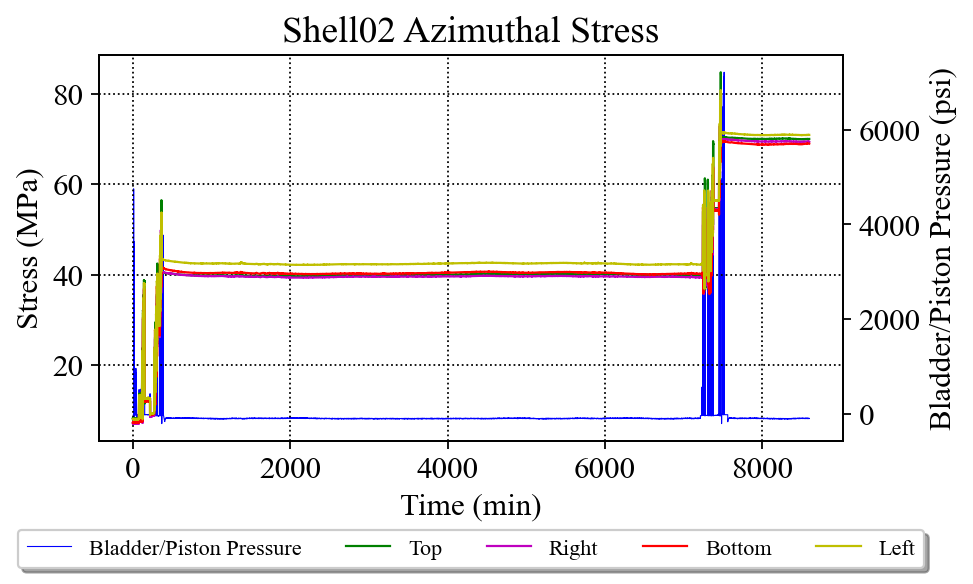 Shell02 Azimuthal Stress
Stress (MPa)
80
60
40
20
6000
4000
2000
0
Bladder/Piston Pressure (psi)
0 2000 4000 6000 8000
Time (min)
Bladder/Piston Pressure Top Right Bottom Left